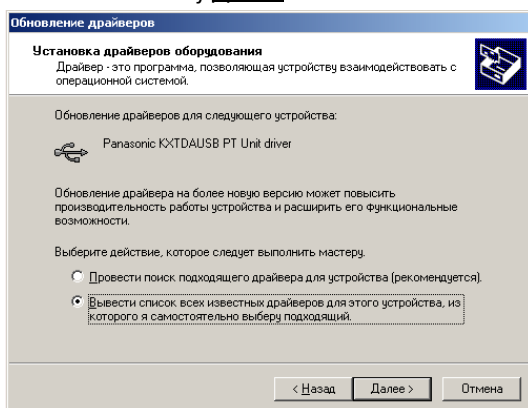 Обновление драйверов
Установка драйверов оборудования
Драйвер - это программа, позволяющая устройству взаимодействовать с
операционной системой.
Обновление драйверов для следующего устройства:
Panasonic KXTDAUSB PT Unit driver
Обновление драйвера на более новую версию может повысить
производительность работы устройства и расширить его функциональные
возможности.
Выберите действие, которое следует выполнить мастеру.
Провести поиск подходящего драйвера для устройства (рекомендуется).
Вывести список всех известных драйверов для этого устройства, из
которого я самостоятельно выберу подходящий.
< Назад Далее > Отмена